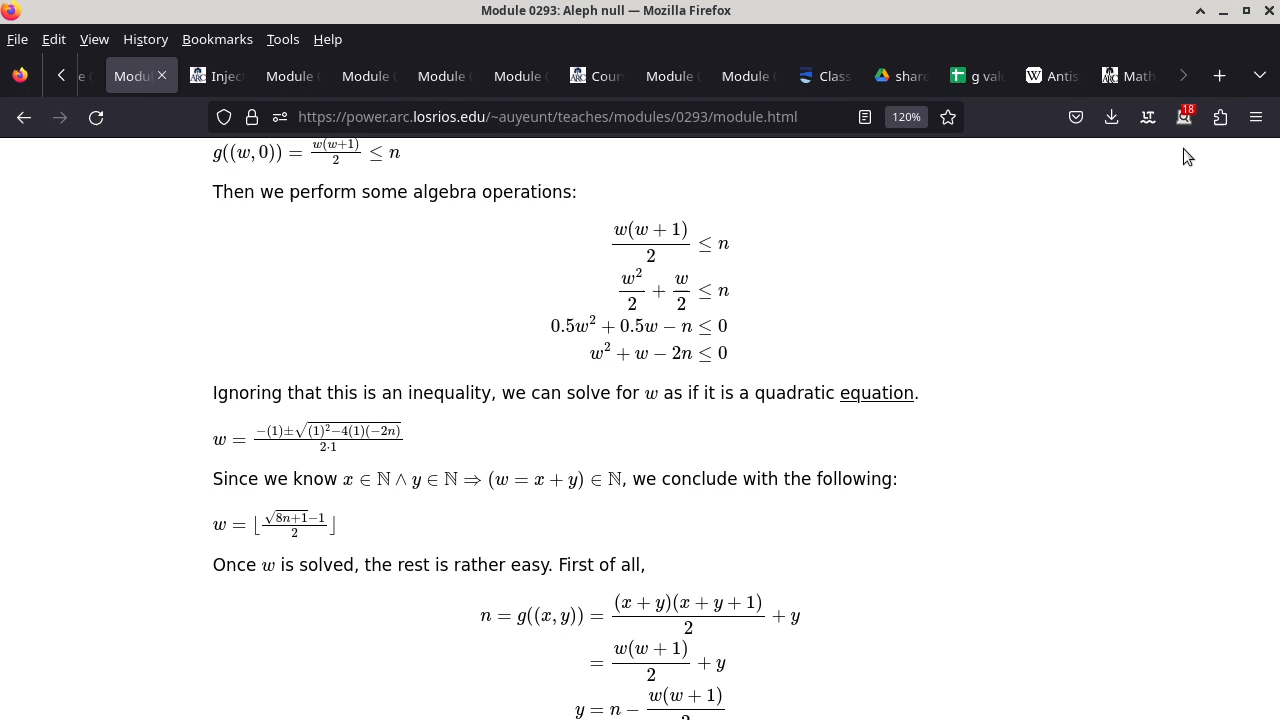 Module 0293: Aleph null — Mozilla Firefox
File Edit View History Bookmarks Tools Help
Modul Injec Module Module Module Module Cour Module Module Class share g val Antis Math
https://power.arc.losrios.edu/~auyeunt/teaches/modules/0293/module.html 120% 18
g((w, 0)) = w(w+1)/2 ≤ n
Then we perform some algebra operations:
w(w + 1)/2 ≤ n
w²/2 + w/2 ≤ n
0.5w² + 0.5w − n ≤ 0
w² + w − 2n ≤ 0
Ignoring that this is an inequality, we can solve for w as if it is a quadratic equation.
w = −(1)±√(1)²−4(1)(−2n)/2·1
Since we know x ∈ ℕ ∧ y ∈ ℕ ⇒ (w = x + y) ∈ ℕ, we conclude with the following:
w = ⌊√8n+1−1/2⌋
Once w is solved, the rest is rather easy. First of all,
n = g((x, y)) = (x + y)(x + y + 1)/2 + y
= w(w + 1)/2 + y
y = n − w(w + 1)/2